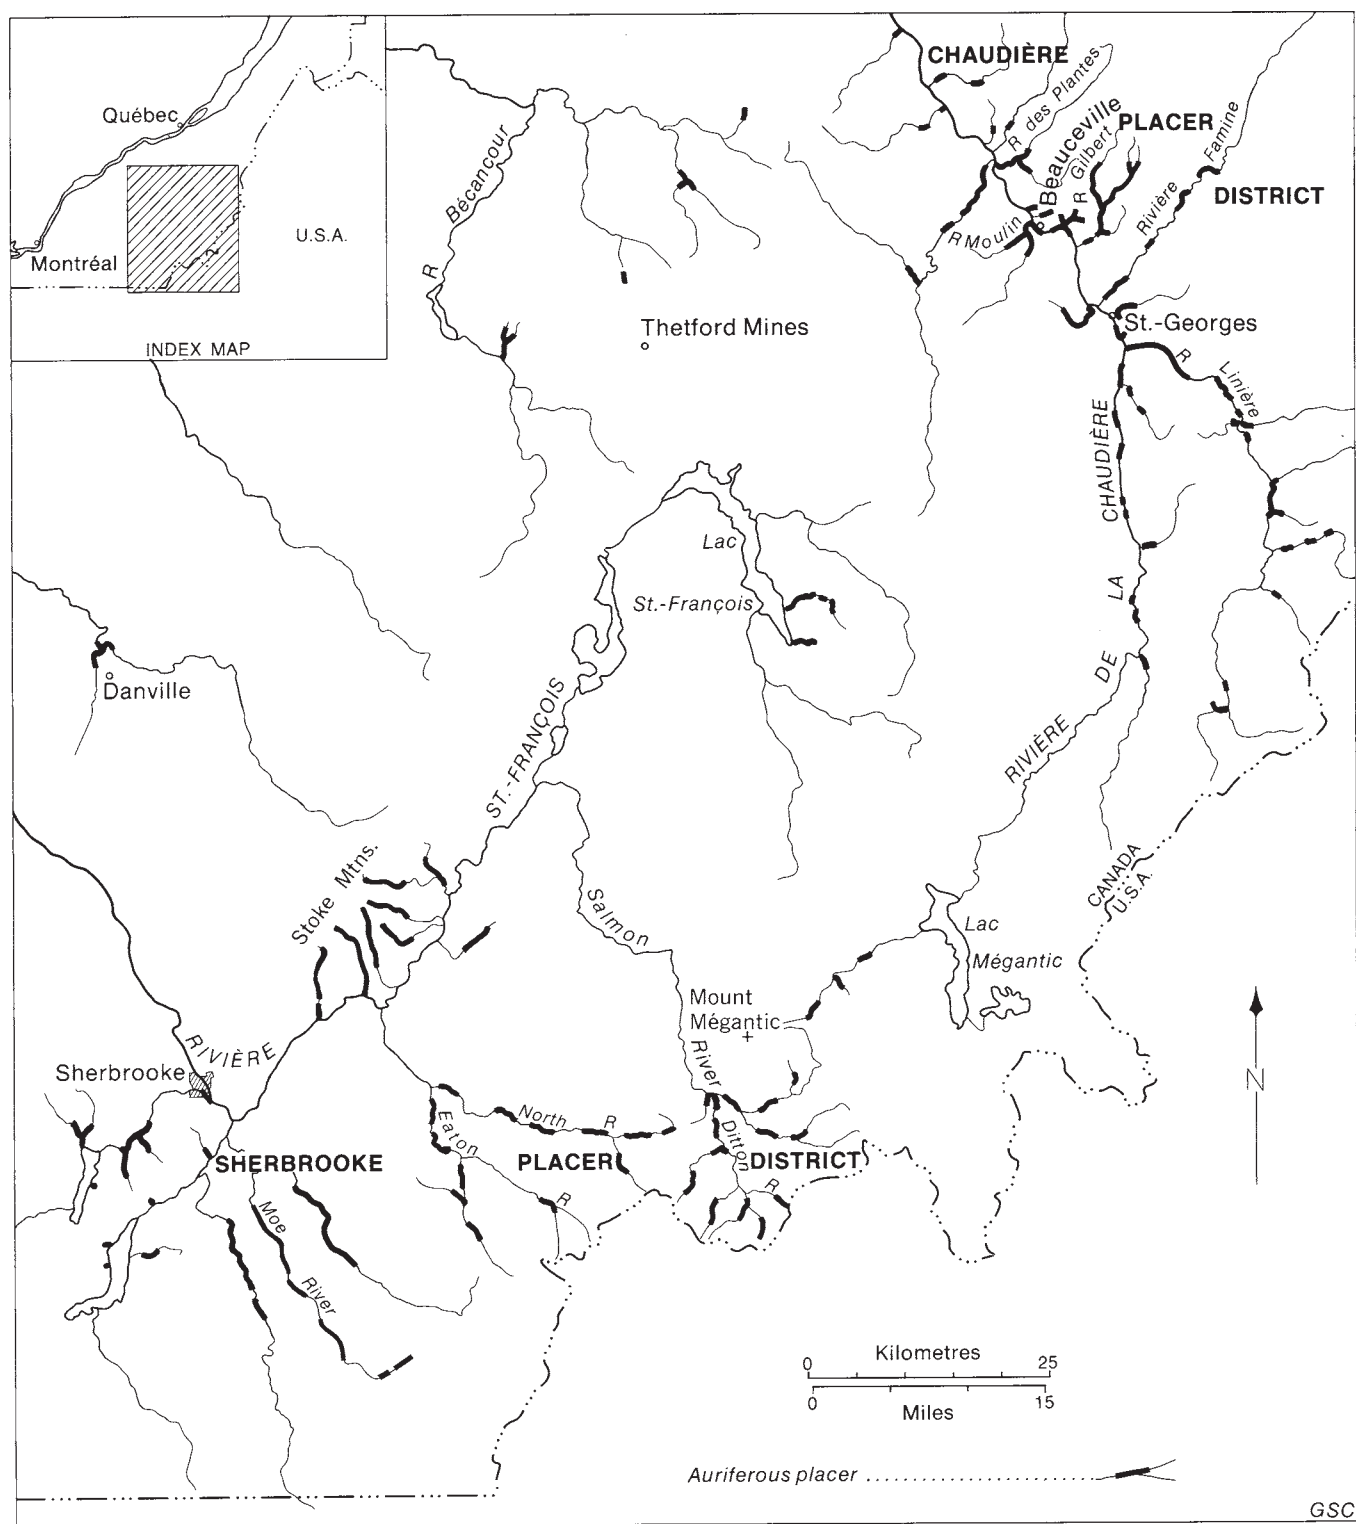 Québec
Montréal
U.S.A.
INDEX MAP
CHAUDIÈRE
PLACER
DISTRICT
R des Plantes
Beauceville
R Gilbert
Rivière Famine
R Moulin
R Bécancour
Thetford Mines
St.-Georges
R Linière
RIVIÈRE DE LA CHAUDIÈRE
Lac
St.-François
Danville
RIVIÈRE ST.-FRANÇOIS
Stoke Mtns.
Salmon River
CANADA
U.S.A.
Lac
Mégantic
Mount
Mégantic
N
Sherbrooke
North R
Eaton R
Ditton R
SHERBROOKE PLACER DISTRICT
Moe River
Kilometres
0 25
0 15
Miles
Auriferous placer
GSC